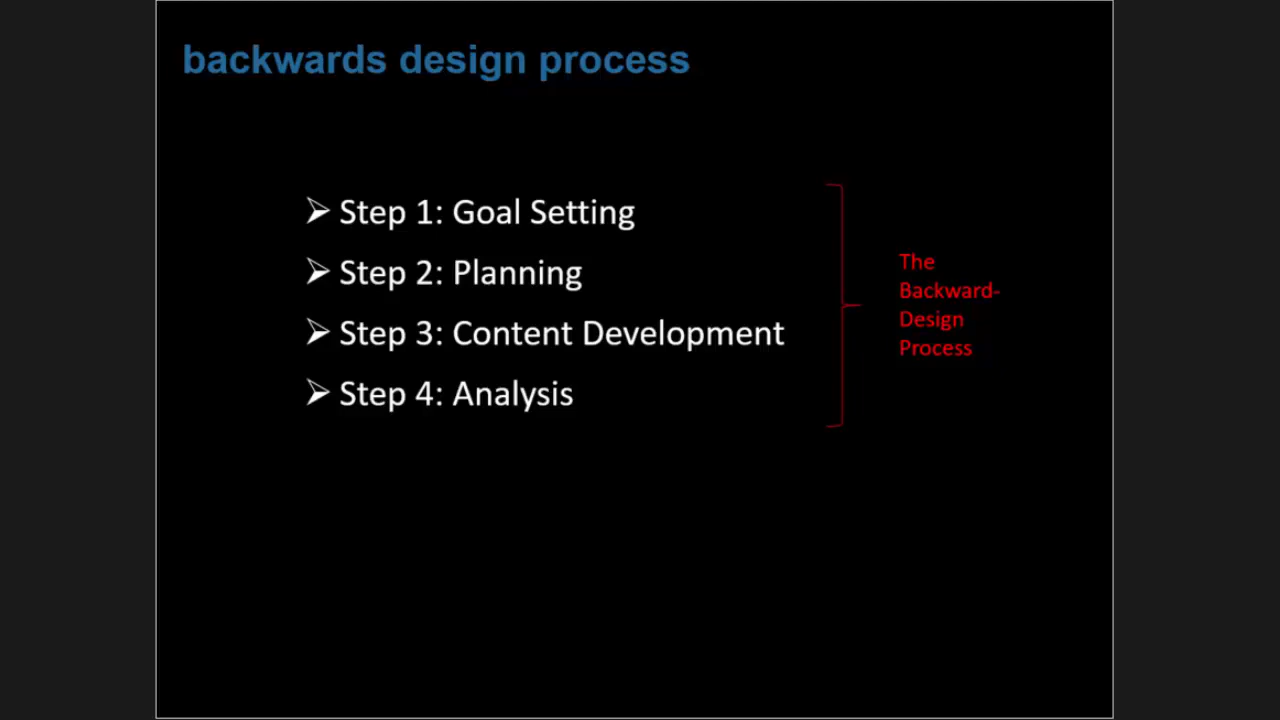 backwards design process
Step 1: Goal Setting
Step 2: Planning
Step 3: Content Development
Step 4: Analysis
The
Backward-
Design
Process